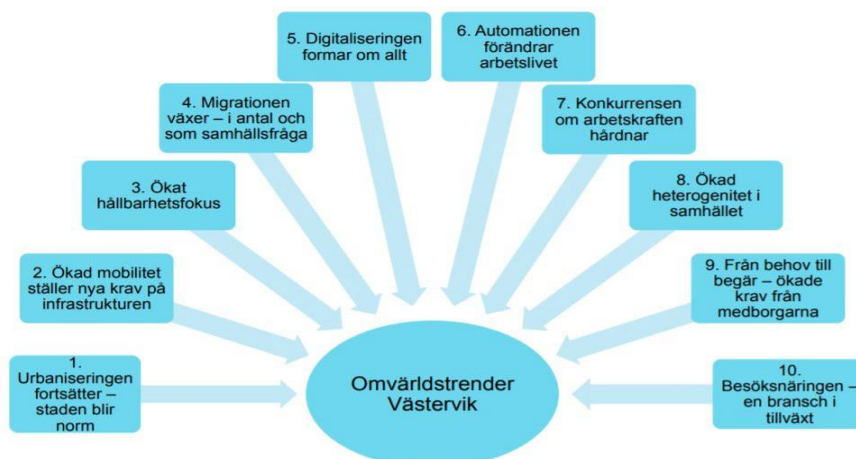 1.
Urbaniseringen
fortsätter –
staden blir
norm
2. Ökad mobilitet
ställer nya krav på
infrastrukturen
3. Ökat
hållbarhetsfokus
4. Migrationen
växer – i antal och
som samhällsfråga
5. Digitaliseringen
formar om allt
6. Automationen
förändrar
arbetslivet
7. Konkurrensen
om arbetskraften
hårdnar
8. Ökad
heterogenitet i
samhället
9. Från behov till
begär – ökade
krav från
medborgarna
10.
Besöksnäringen –
en bransch i
tillväxt
Omvärldstrender
Västervik